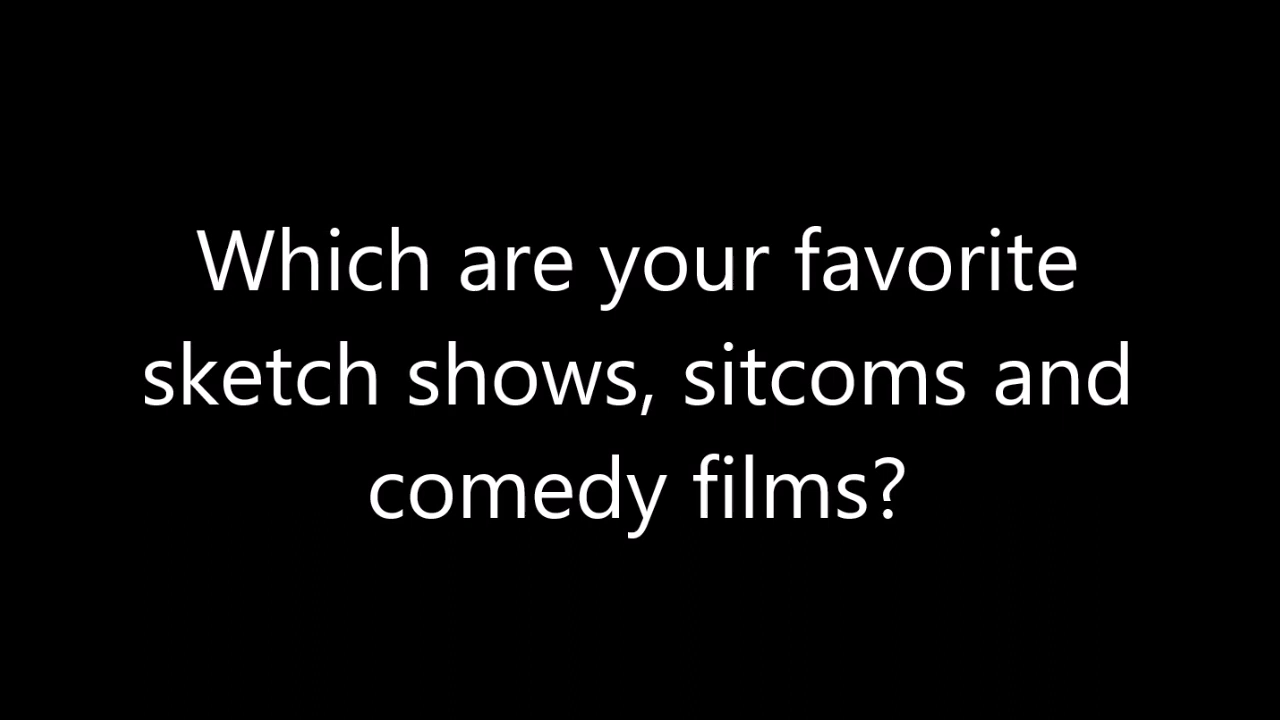 Which are your favorite
sketch shows, sitcoms and
comedy films?